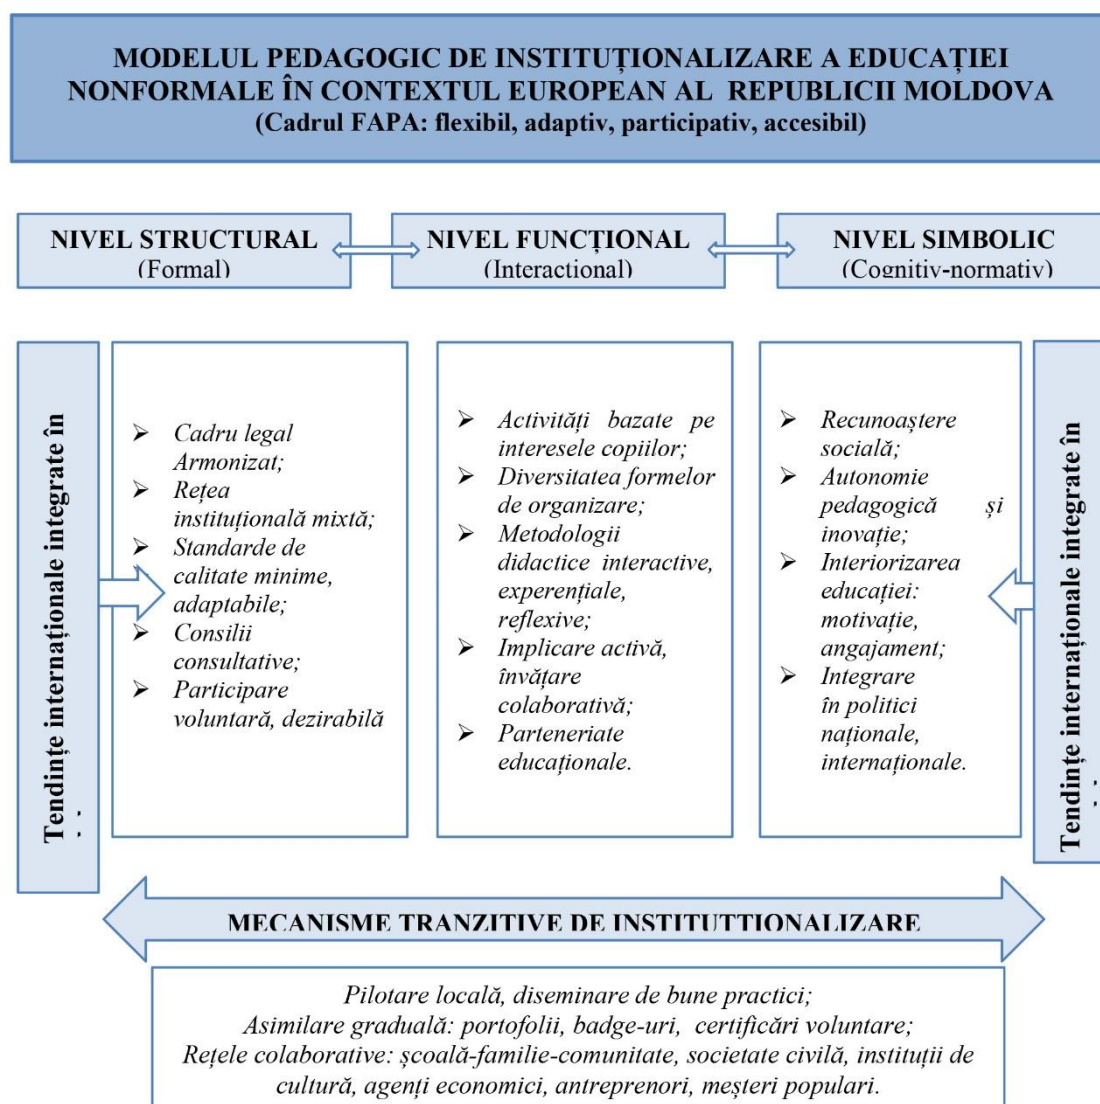 MODELUL PEDAGOGIC DE INSTITUȚIONALIZARE A EDUCAȚIEI
NONFORMALE ÎN CONTEXTUL EUROPEAN AL REPUBLICII MOLDOVA
(Cadrul FAPA: flexibil, adaptiv, participativ, accesibil)
NIVEL STRUCTURAL
(Formal)
NIVEL FUNCȚIONAL
(Interacțional)
NIVEL SIMBOLIC
(Cognitiv-normativ)
Tendințe internaționale integrate în
➢ Cadru legal
Armonizat;
➢ Rețea
instituțională mixtă;
➢ Standarde de
calitate minime,
adaptabile;
➢ Consilii
consultative;
➢ Participare
voluntară, dezirabilă
➢ Activități bazate pe
interesele copiilor;
➢ Diversitatea formelor
de organizare;
➢ Metodologii
didactice interactive,
experențiale,
reflexive;
➢ Implicare activă,
învățare
colaborativă;
➢ Parteneriate
educaționale.
➢ Recunoaștere
socială;
➢ Autonomie
pedagogică și
inovație;
➢ Interiorizarea
educației:
motivație,
angajament;
➢ Integrare
în politici
naționale,
internaționale.
Tendințe internaționale integrate în
MECANISME TRANZITIVE DE INSTITUTTIONALIZARE
Pilotare locală, diseminare de bune practici;
Asimilare graduală: portofolii, badge-uri, certificări voluntare;
Rețele colaborative: școală-familie-comunitate, societate civilă, instituții de
cultură, agenți economici, antreprenori, meșteri populari.